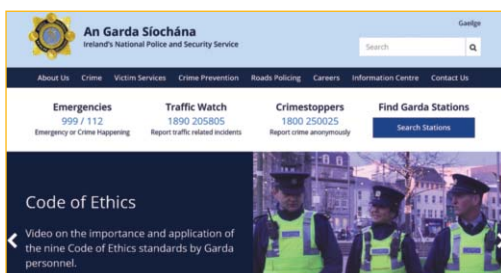 Gaeilge
An Garda Síochána
Ireland's National Police and Security Service
Search
About Us Crime Victim Services Crime Prevention Roads Policing Careers Information Centre Contact Us
Emergencies Traffic Watch Crimestoppers Find Garda Stations
999 / 112 1890 205805 1800 250025 Search Stations
Emergency or Crime Happening Report traffic related incidents Report crime anonymously
Code of Ethics
Video on the importance and application of
the nine Code of Ethics standards by Garda
personnel.